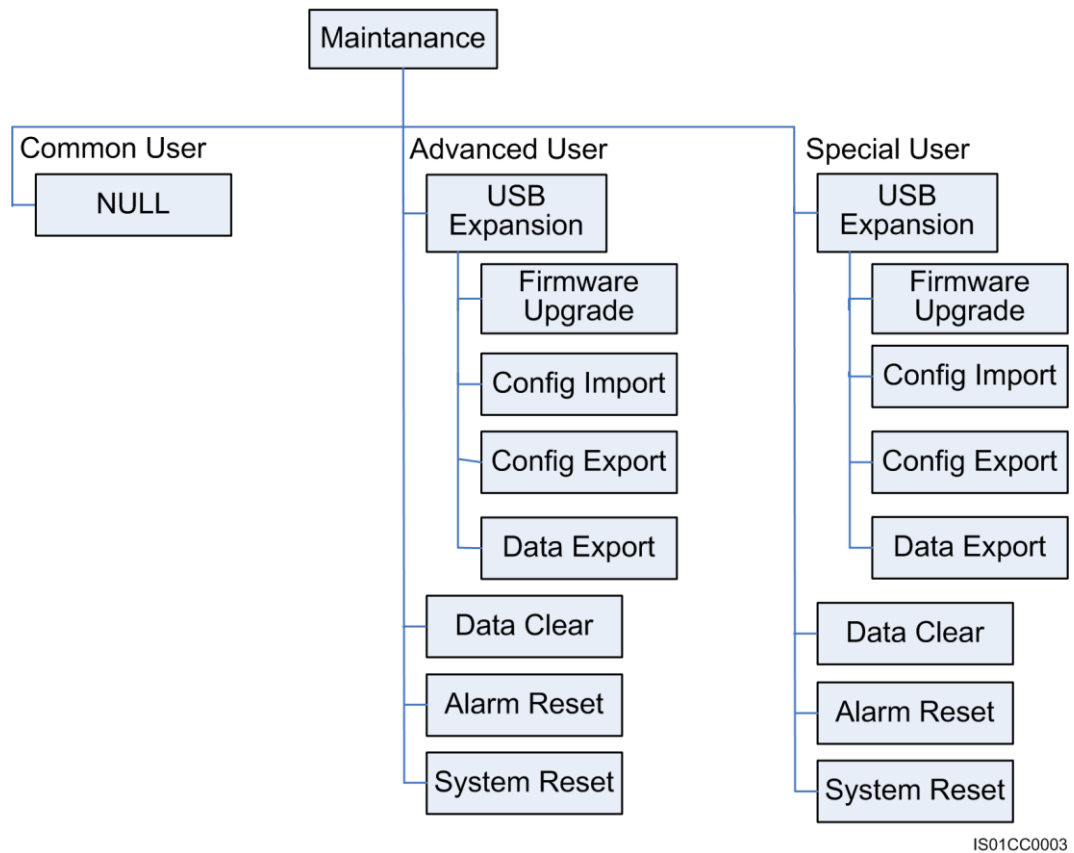 Maintanance
Common User
NULL
Advanced User
USB
Expansion
Firmware
Upgrade
Config Import
Config Export
Data Export
Data Clear
Alarm Reset
System Reset
Special User
USB
Expansion
Firmware
Upgrade
Config Import
Config Export
Data Export
Data Clear
Alarm Reset
System Reset
IS01CC0003